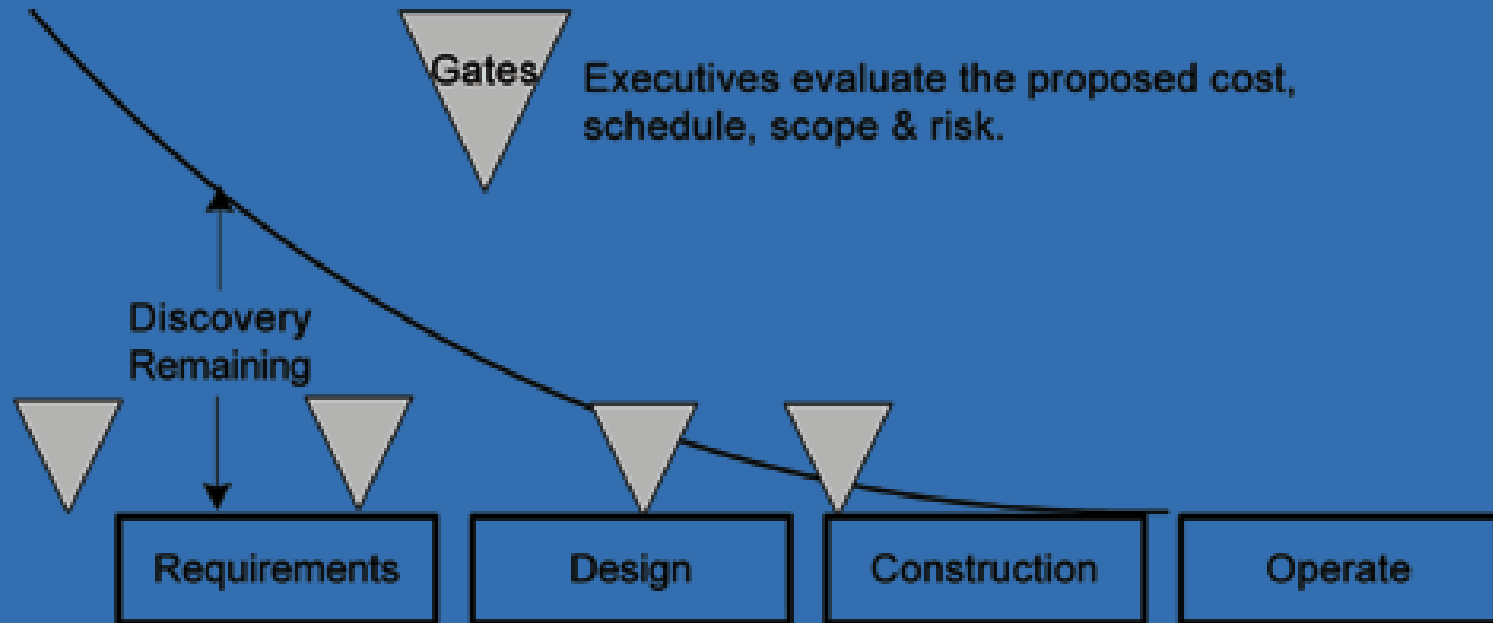 Gates
Executives evaluate the proposed cost,
schedule, scope & risk.
Discovery
Remaining
Requirements
Design
Construction
Operate